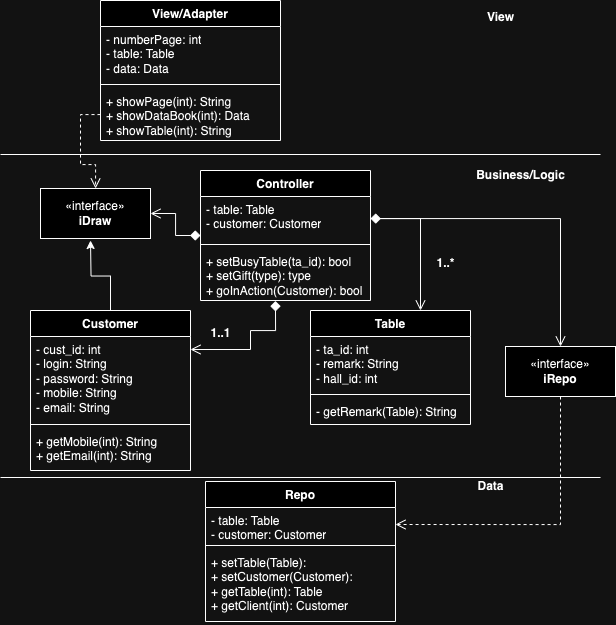 View/Adapter
- numberPage: int
- table: Table
- data: Data
+ showPage(int): String
+ showDataBook(int): Data
+ showTable(int): String
View
Business/Logic
«interface»
iDraw
Controller
- table: Table
- customer: Customer
+ setBusyTable(ta_id): bool
+ setGift(type): type
+ goInAction(Customer): bool
1..*
1..1
Customer
- cust_id: int
- login: String
- password: String
- mobile: String
- email: String
+ getMobile(int): String
+ getEmail(int): String
Table
- ta_id: int
- remark: String
- hall_id: int
- getRemark(Table): String
«interface»
iRepo
Data
Repo
- table: Table
- customer: Customer
+ setTable(Table):
+ setCustomer(Customer):
+ getTable(int): Table
+ getClient(int): Customer